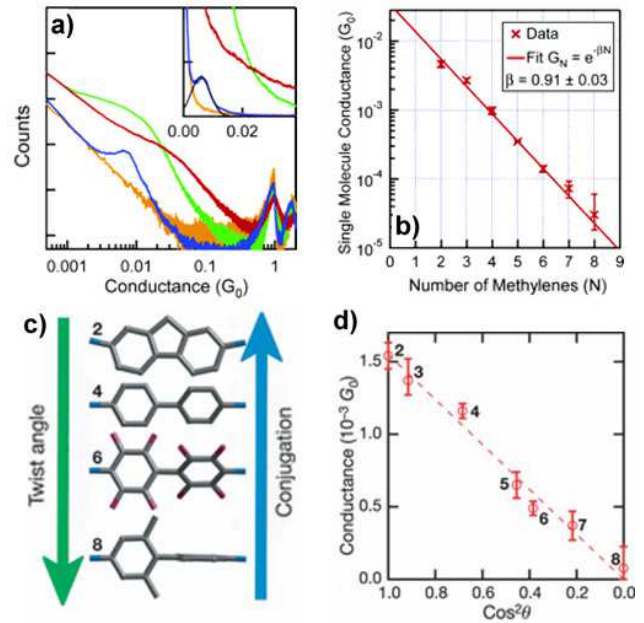 a)
Counts
0.00
0.02
0.001
0.01
0.1
1
Conductance (G₀)
b)
Single Molecule Conductance (G₀)
10⁻²
10⁻³
10⁻⁴
10⁻⁵
Data
Fit G_N = e^-βN
β = 0.91 ± 0.03
0 1 2 3 4 5 6 7 8 9
Number of Methylenes (N)
c)
Twist angle
2
4
6
8
Conjugation
d)
Conductance (10⁻³ G₀)
1.5
1.0
0.5
0.0
2
3
4
5
6
7
8
1.0 0.8 0.6 0.4 0.2 0.0
Cos²θ